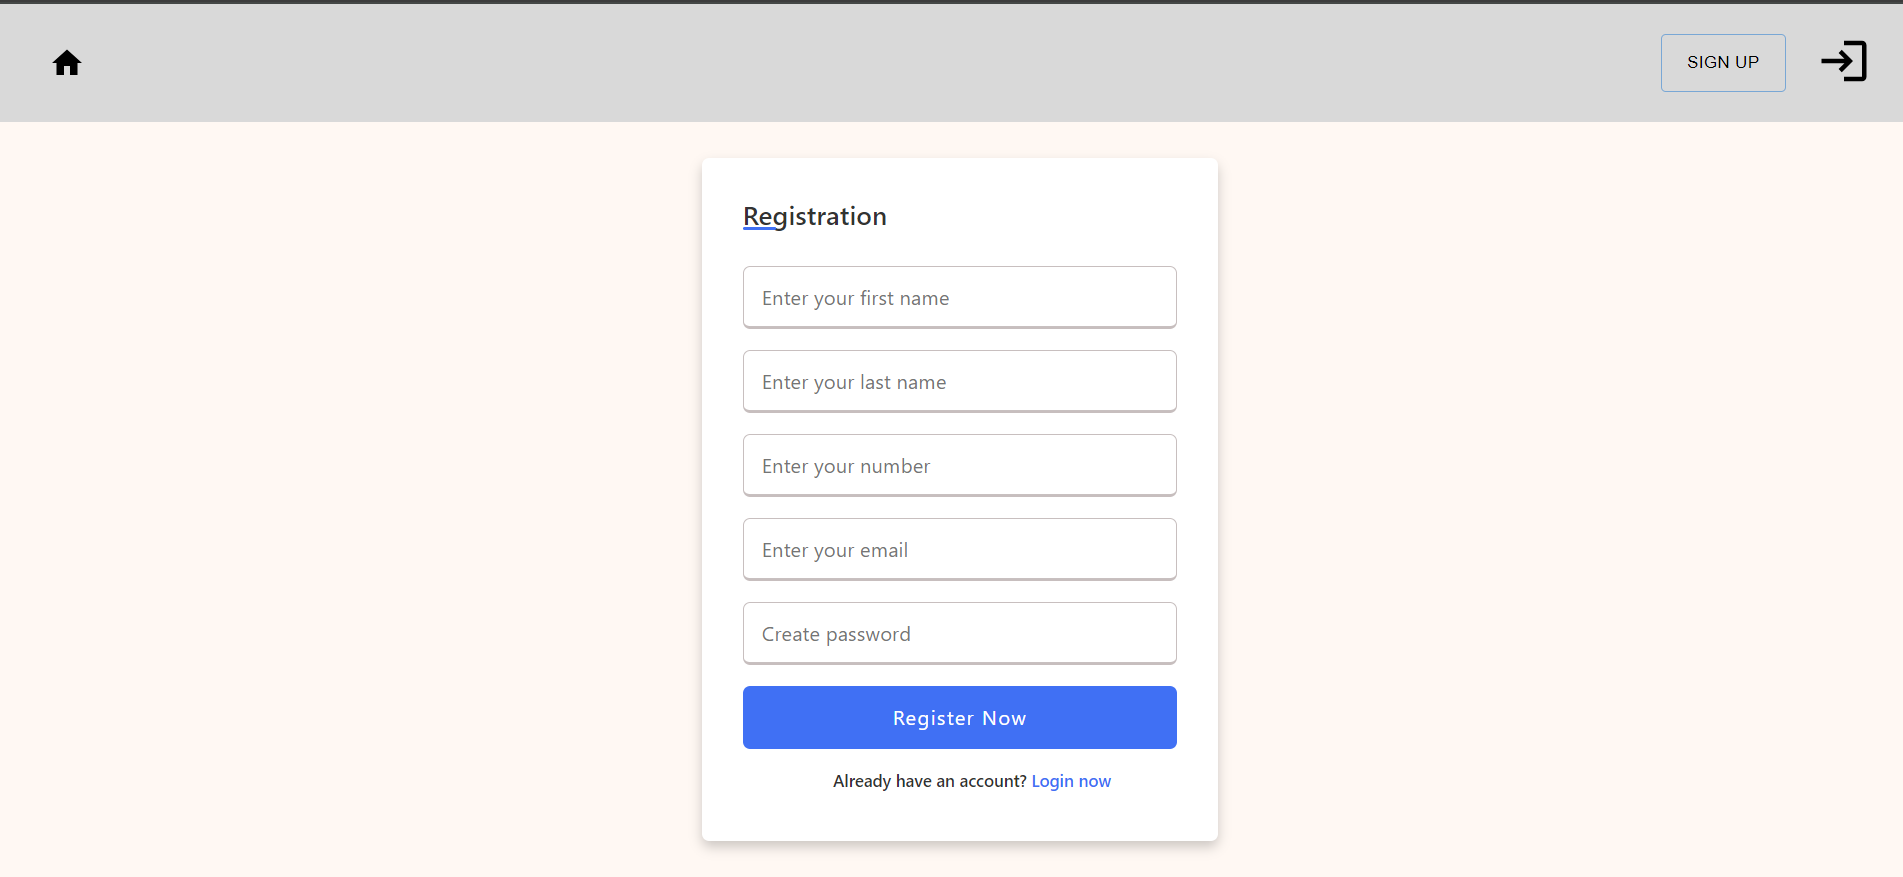 SIGN UP
Registration
Enter your first name
Enter your last name
Enter your number
Enter your email
Create password
Register Now
Already have an account? Login now